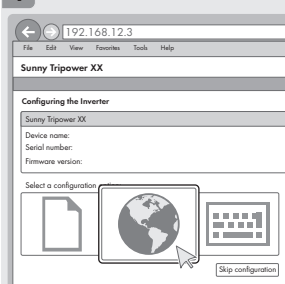 192.168.12.3
File Edit View Favorites Tools Help
Sunny Tripower XX
Configuring the Inverter
Sunny Tripower XX
Device name:
Serial number:
Firmware version:
Select a configuration
Skip configuration